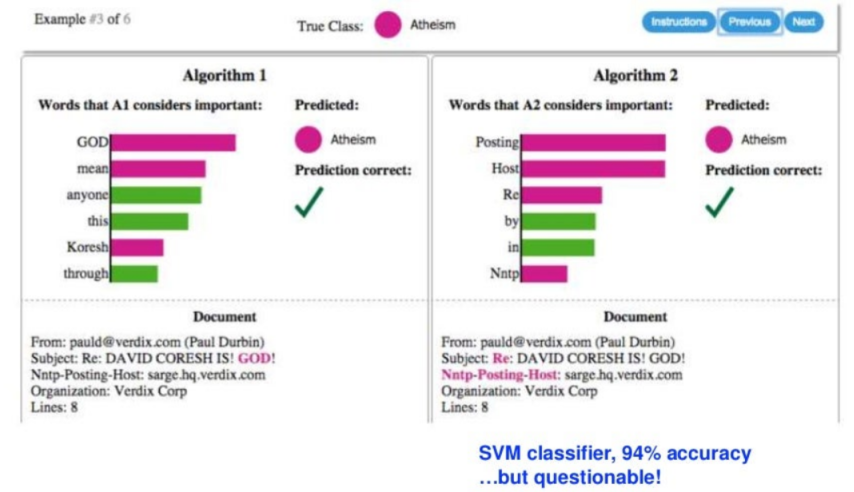 Example #3 of 6
True Class: Atheism
Instructions Previous Next
Algorithm 1
Words that A1 considers important: Predicted:
GOD
mean
anyone
this
Koresh
through
Atheism
Prediction correct:
Document
From: pauld@verdix.com (Paul Durbin)
Subject: Re: DAVID CORESH IS! GOD!
Nntp-Posting-Host: sarge.hq.verdix.com
Organization: Verdix Corp
Lines: 8
Algorithm 2
Words that A2 considers important: Predicted:
Posting
Host
Re
by
in
Nntp
Atheism
Prediction correct:
Document
From: pauld@verdix.com (Paul Durbin)
Subject: Re: DAVID CORESH IS! GOD!
Nntp-Posting-Host: sarge.hq.verdix.com
Organization: Verdix Corp
Lines: 8
SVM classifier, 94% accuracy
…but questionable!